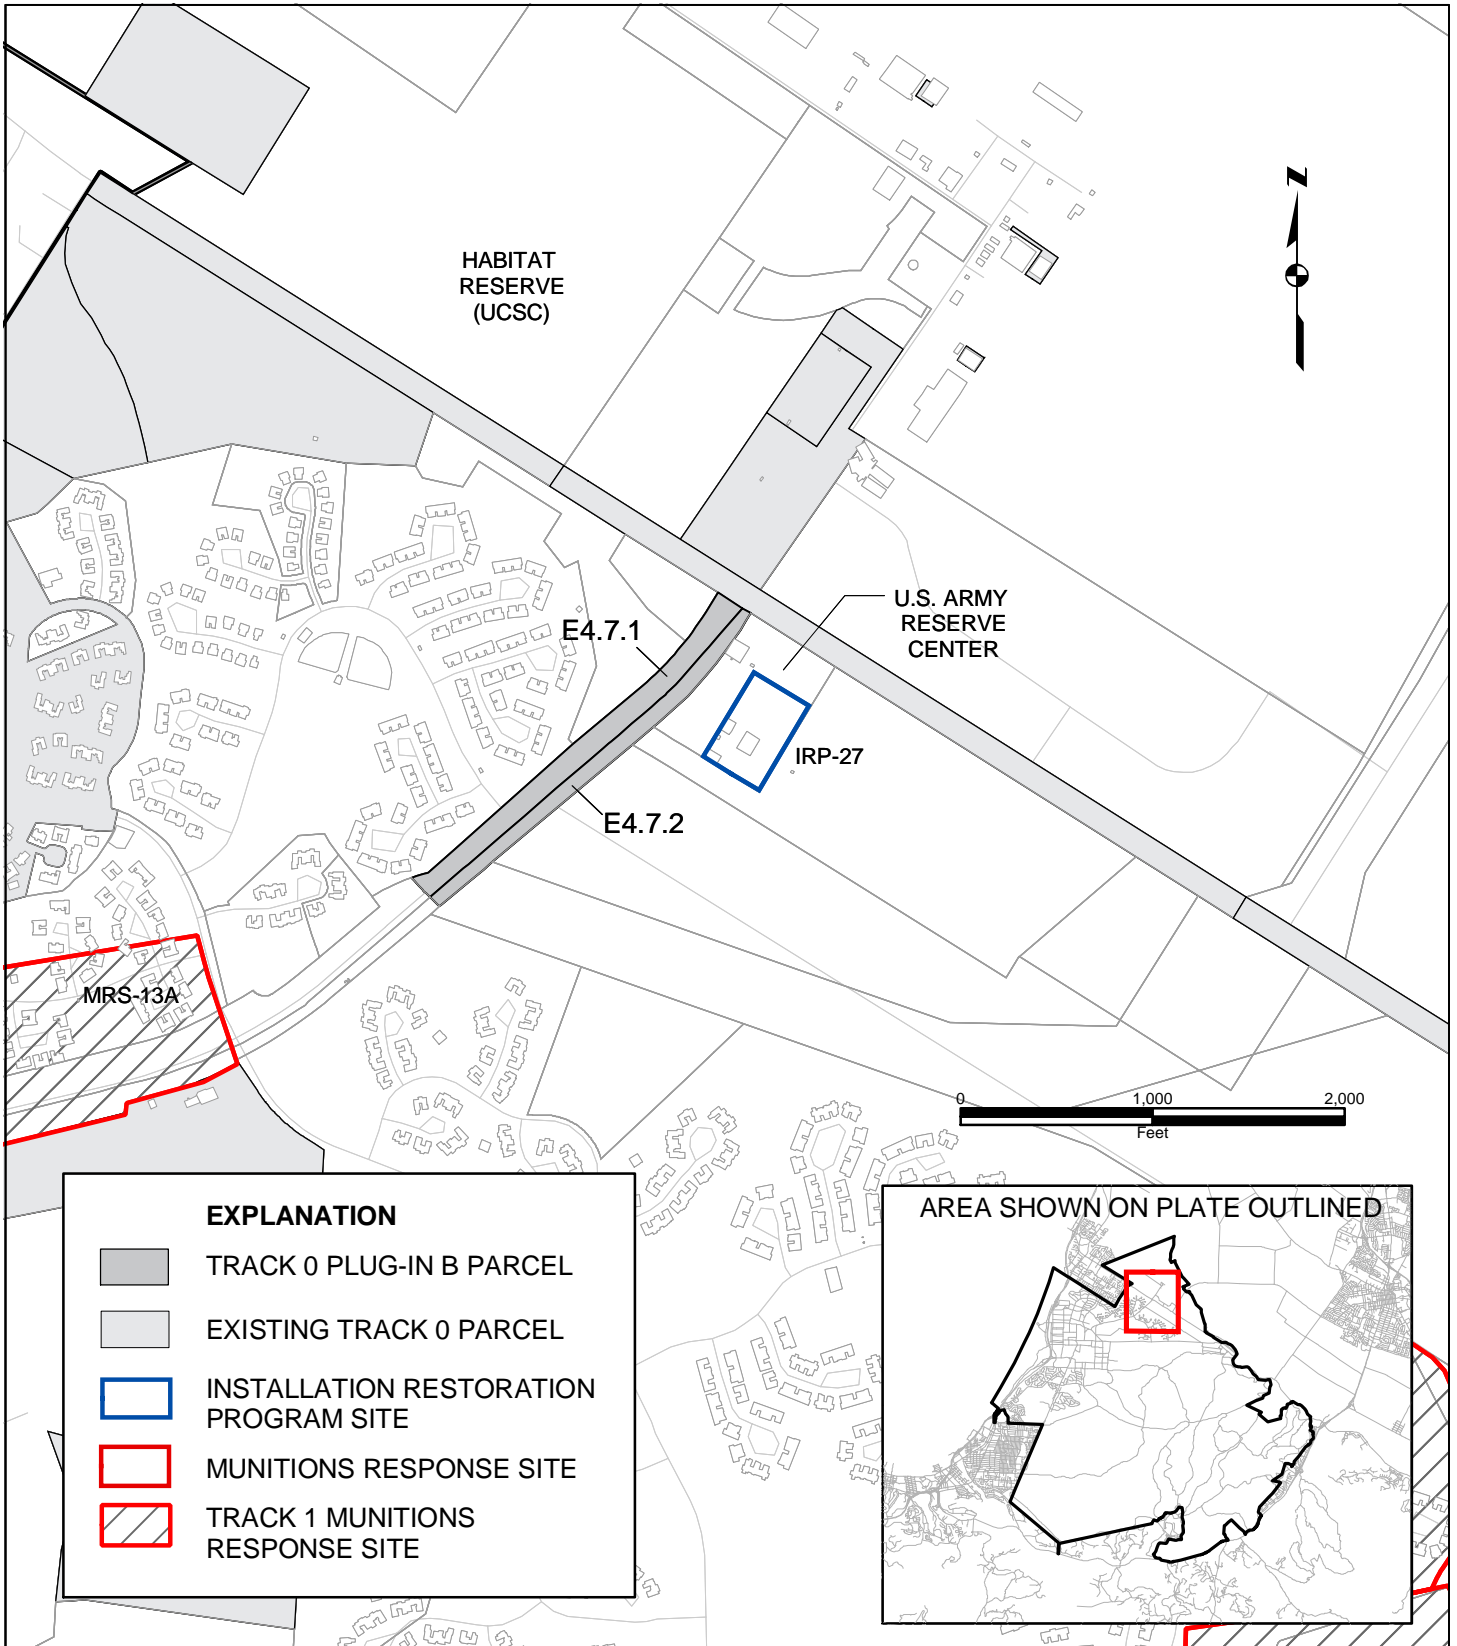 HABITAT
RESERVE
(UCSC)
N
U.S. ARMY
RESERVE
CENTER
E4.7.1
IRP-27
E4.7.2
MRS-13A
0 1,000 2,000
Feet
EXPLANATION
TRACK 0 PLUG-IN B PARCEL
EXISTING TRACK 0 PARCEL
INSTALLATION RESTORATION
PROGRAM SITE
MUNITIONS RESPONSE SITE
TRACK 1 MUNITIONS
RESPONSE SITE
AREA SHOWN ON PLATE OUTLINED